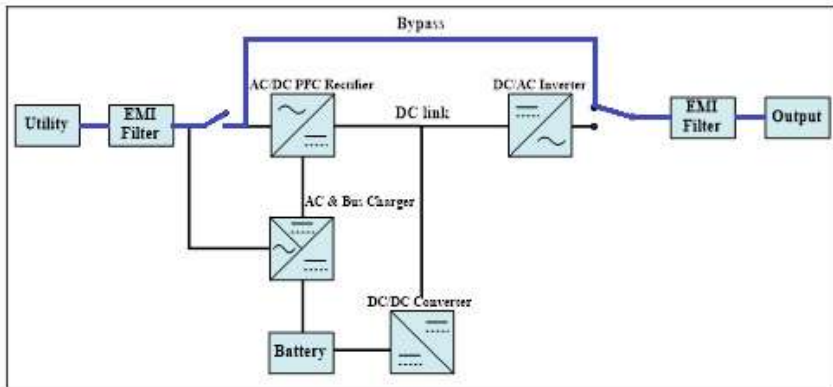 Bypass
AC/DC PFC Rectifier
DC/AC Inverter
Utility
EMI
Filter
DC link
EMI
Filter
Output
AC & Bus Charger
DC/DC Converter
Battery